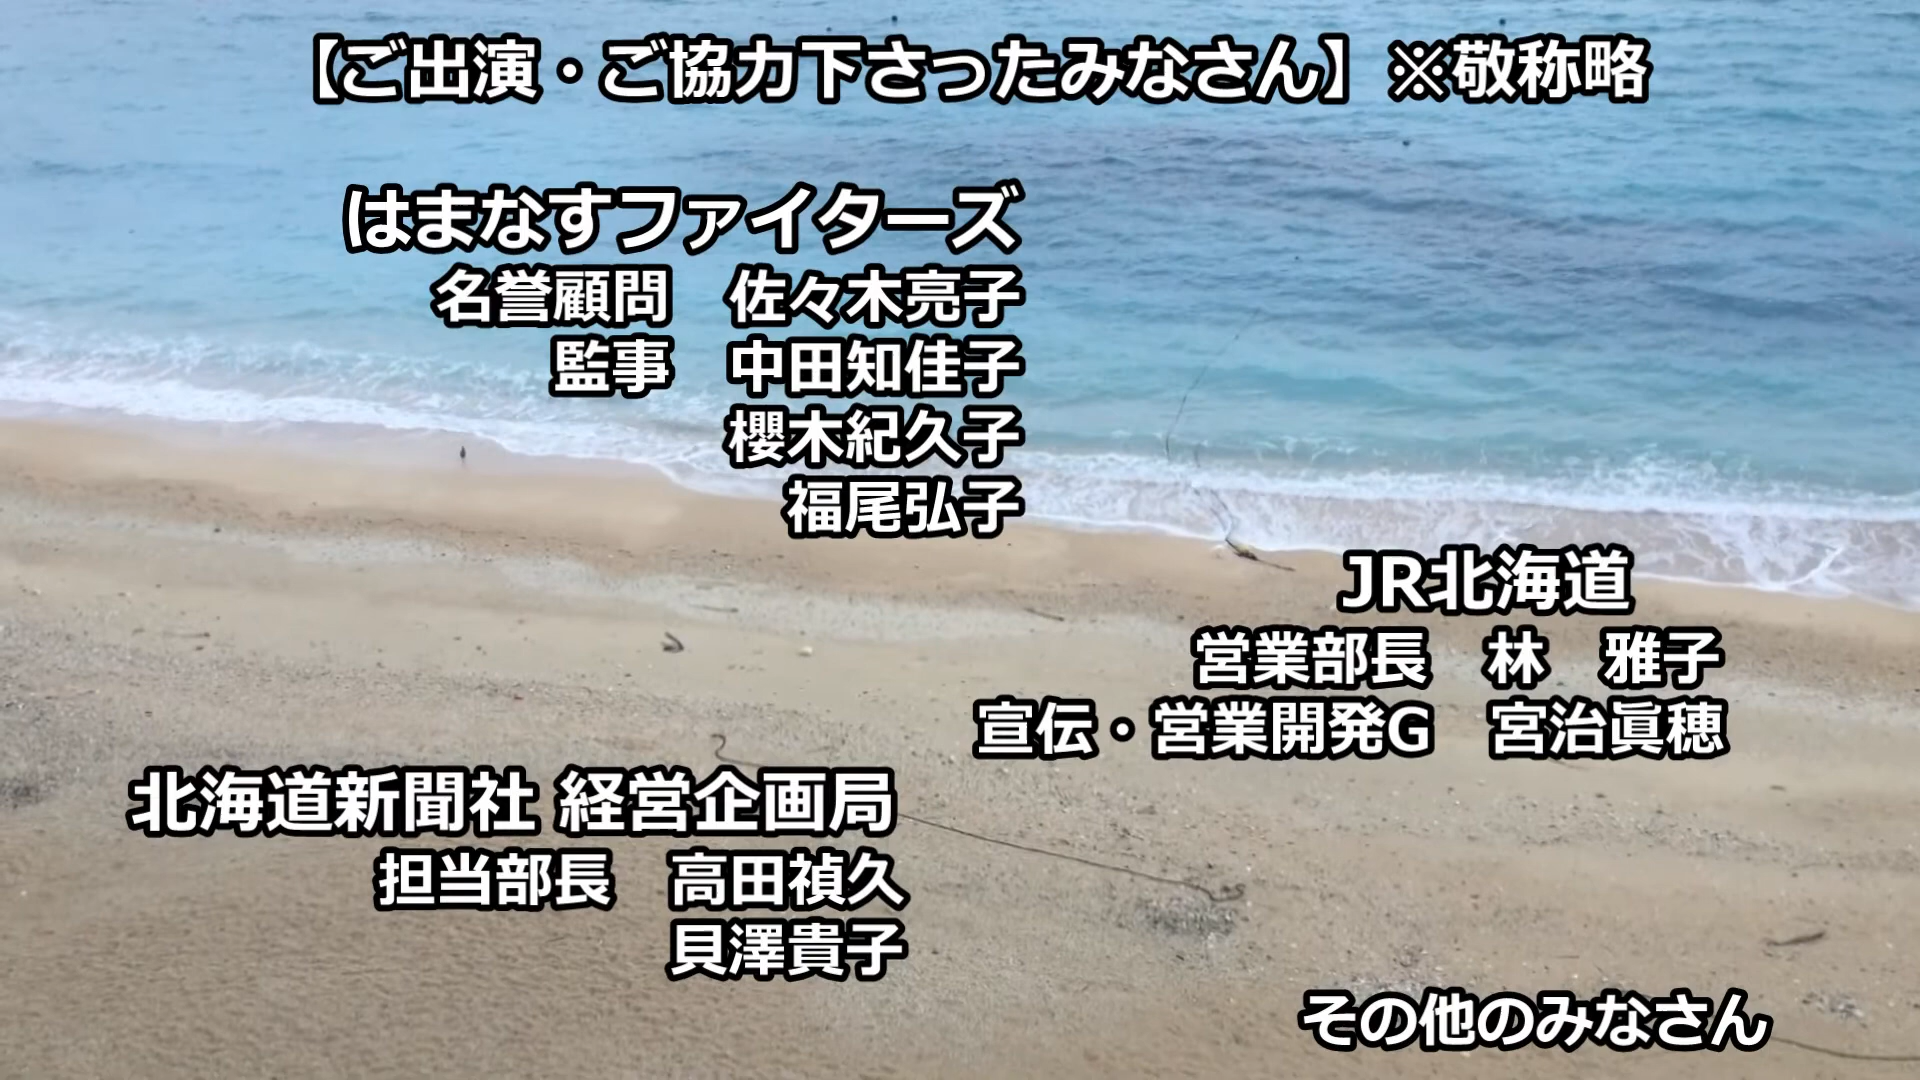 【ご出演・ご協力下さったみなさん】※敬称略
はまなすファイターズ
名誉顧問　佐々木亮子
監事　中田知佳子
櫻木紀久子
福尾弘子
JR北海道
営業部長　林　雅子
宣伝・営業開発G　宮治眞穂
北海道新聞社 経営企画局
担当部長　高田禎久
貝澤貴子
その他のみなさん